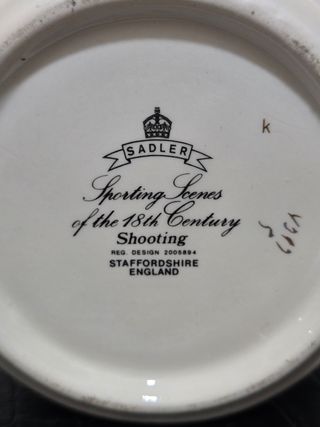 SADLER
k
Sporting Scenes
of the 18th Century
Shooting
REG. DESIGN 2005894
STAFFORDSHIRE
ENGLAND